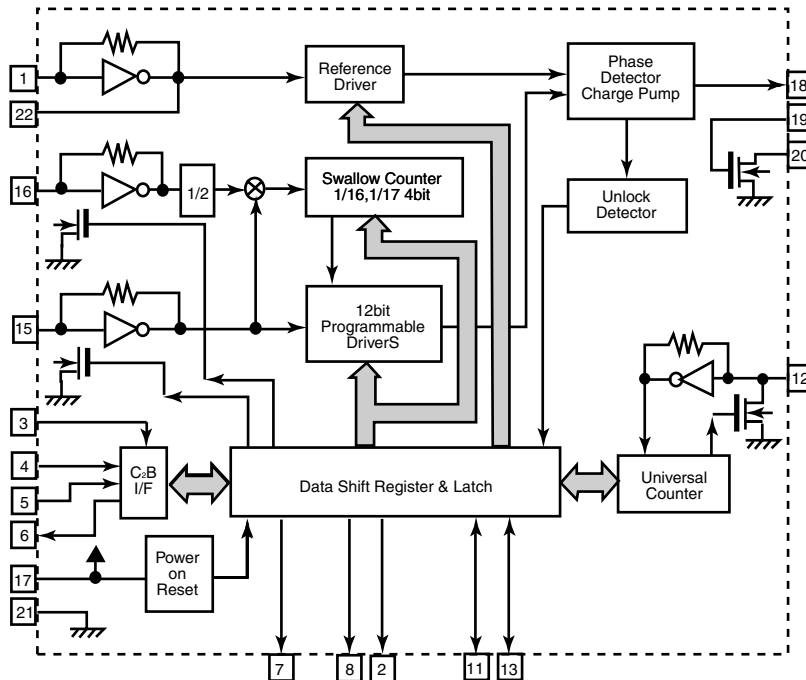 1
Reference
Driver
Phase
Detector
Charge Pump
18
22
19
20
16
1/2
Swallow Counter
1/16,1/17 4bit
Unlock
Detector
15
12bit
Programmable
DriverS
12
3
4
C2B
I/F
5
Data Shift Register & Latch
Universal
Counter
6
17
Power
on
Reset
21
7
8
2
11
13